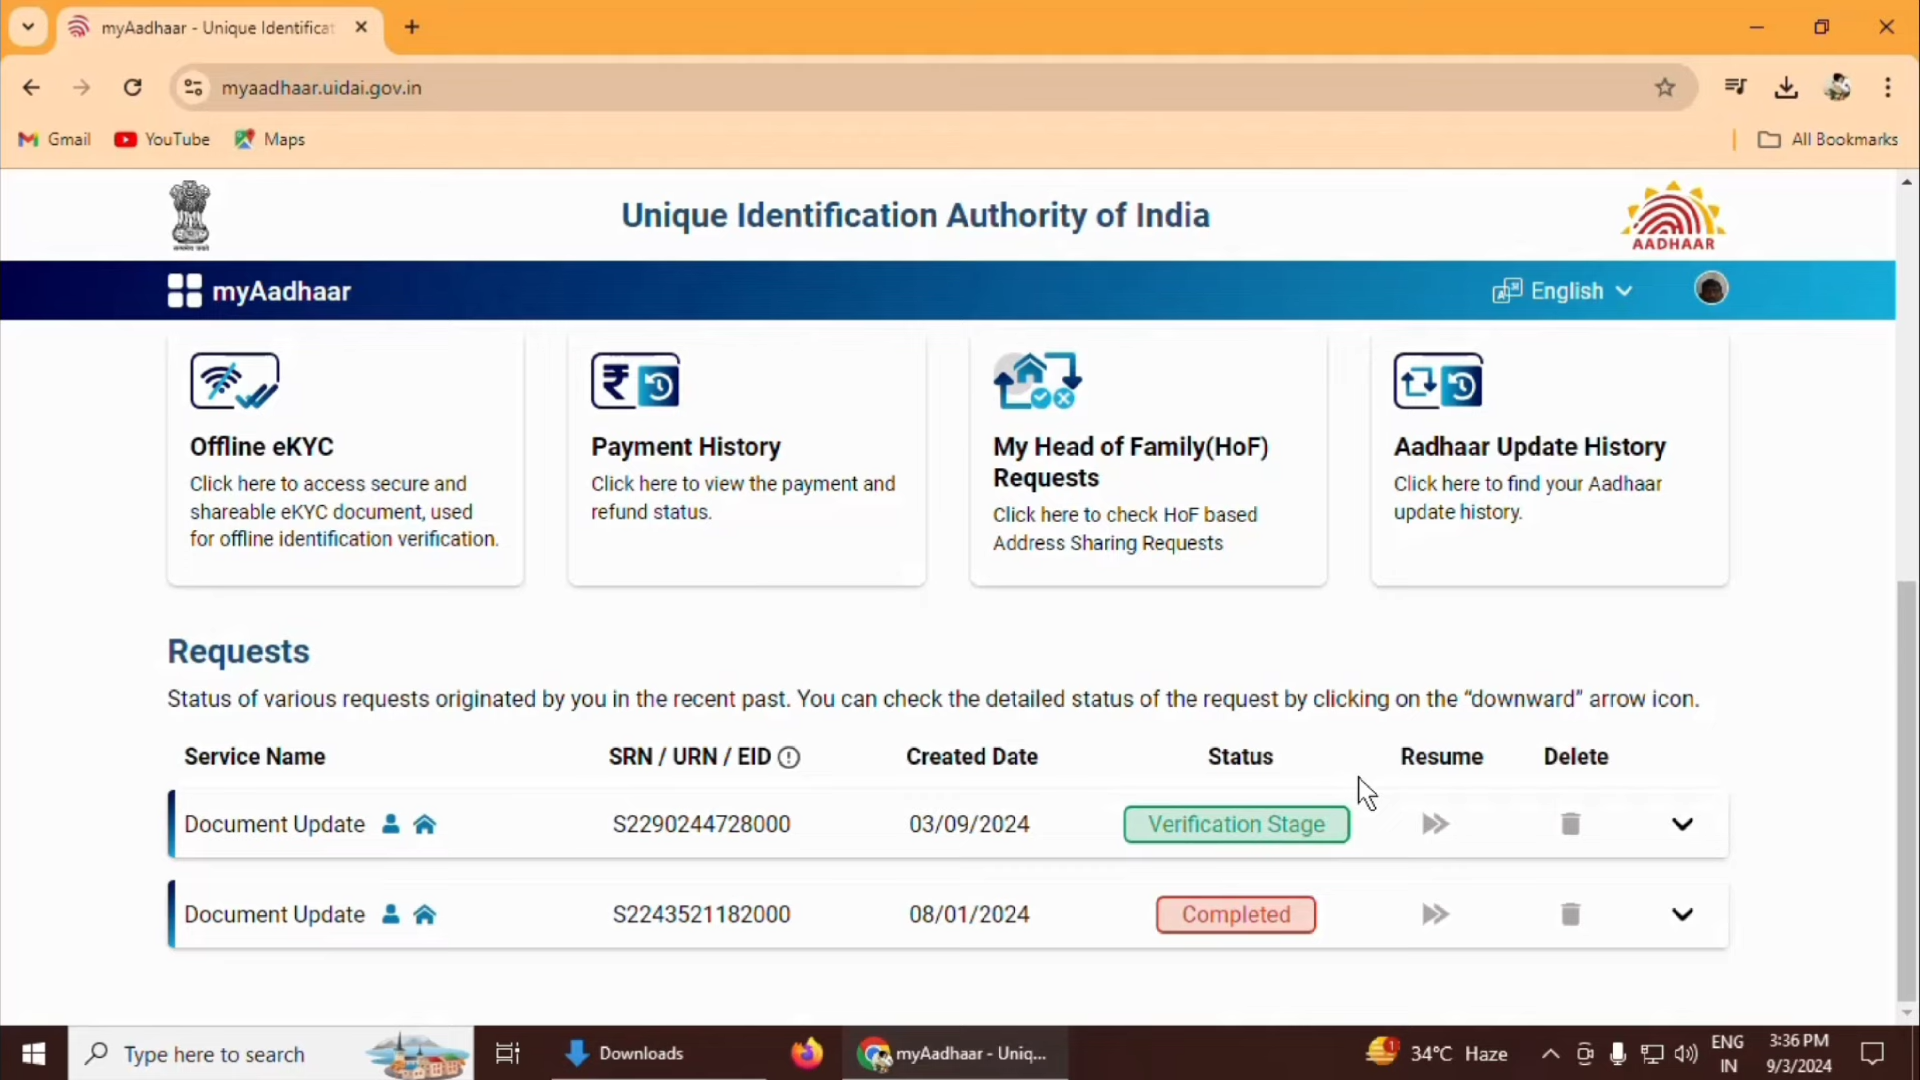 myAadhaar - Unique Identificat
myaadhaar.uidai.gov.in
Gmail
YouTube
Maps
All Bookmarks
Unique Identification Authority of India
AADHAAR
myAadhaar
English
Offline eKYC
Click here to access secure and
shareable eKYC document, used
for offline identification verification.
Payment History
Click here to view the payment and
refund status.
My Head of Family(HoF)
Requests
Click here to check HoF based
Address Sharing Requests
Aadhaar Update History
Click here to find your Aadhaar
update history.
Requests
Status of various requests originated by you in the recent past. You can check the detailed status of the request by clicking on the “downward” arrow icon.
Service Name SRN / URN / EID Created Date Status Resume Delete
Document Update S2290244728000 03/09/2024 Verification Stage
Document Update S2243521182000 08/01/2024 Completed
Type here to search
Downloads
myAadhaar - Uniq...
1
34°C Haze
ENG
IN
3:36 PM
9/3/2024